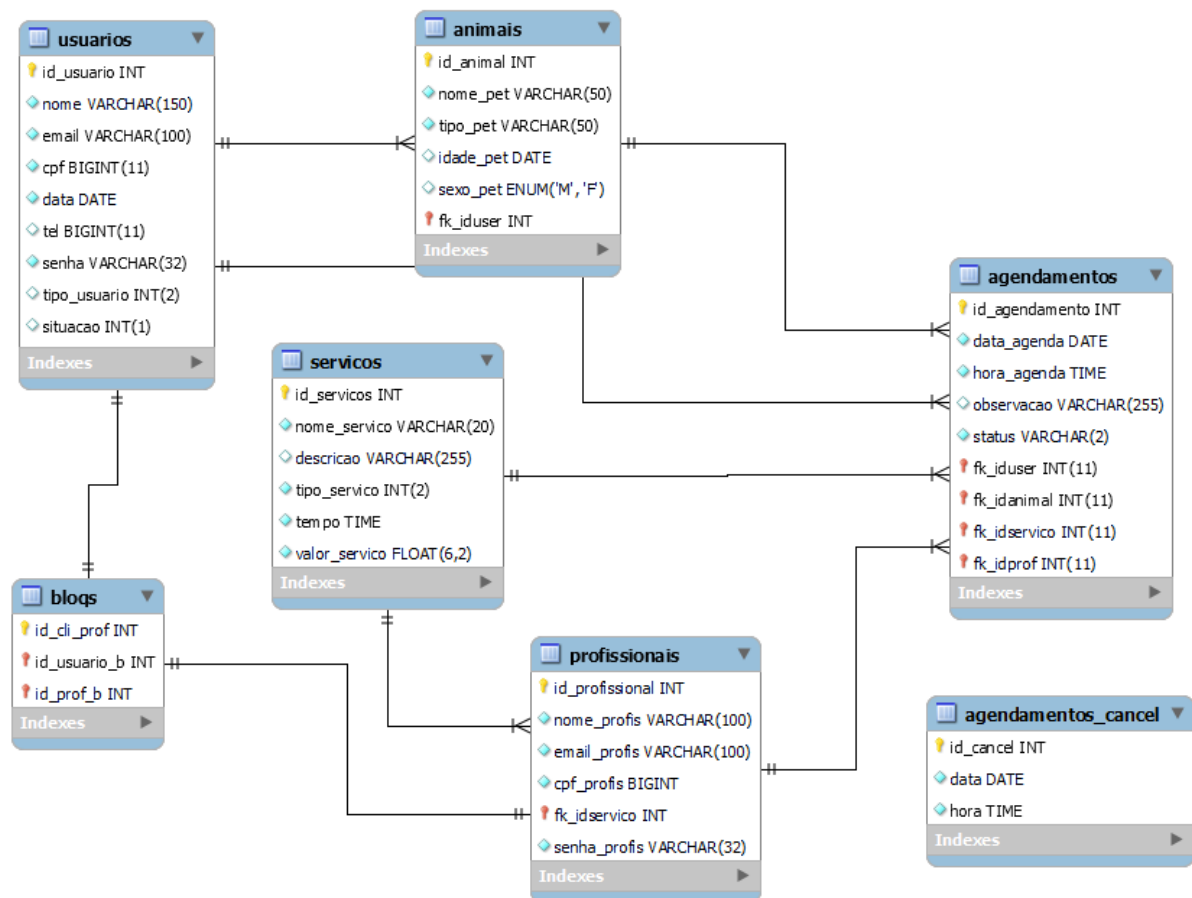 usuarios
id_usuario INT
nome VARCHAR(150)
email VARCHAR(100)
cpf BIGINT(11)
data DATE
tel BIGINT(11)
senha VARCHAR(32)
tipo_usuario INT(2)
situacao INT(1)
Indexes
animais
id_animal INT
nome_pet VARCHAR(50)
tipo_pet VARCHAR(50)
idade_pet DATE
sexo_pet ENUM('M', 'F')
fk_iduser INT
Indexes
agendamentos
id_agendamento INT
data_agenda DATE
hora_agenda TIME
observacao VARCHAR(255)
status VARCHAR(2)
fk_iduser INT(11)
fk_idanimal INT(11)
fk_idservico INT(11)
fk_idprof INT(11)
Indexes
servicos
id_servicos INT
nome_servico VARCHAR(20)
descricao VARCHAR(255)
tipo_servico INT(2)
tempo TIME
valor_servico FLOAT(6,2)
Indexes
bloqs
id_cli_prof INT
id_usuario_b INT
id_prof_b INT
Indexes
profissionais
id_profissional INT
nome_profis VARCHAR(100)
email_profis VARCHAR(100)
cpf_profis BIGINT
fk_idservico INT
senha_profis VARCHAR(32)
Indexes
agendamentos_cancel
id_cancel INT
data DATE
hora TIME
Indexes